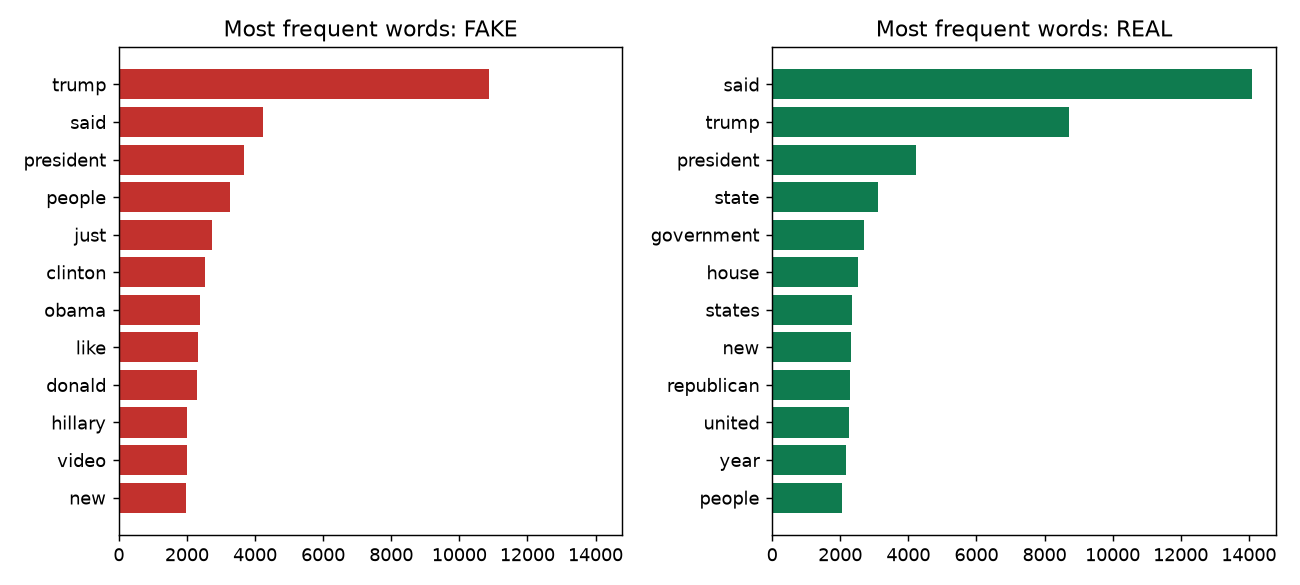 Most frequent words: FAKE
trump
said
president
people
just
clinton
obama
like
donald
hillary
video
new
0 2000 4000 6000 8000 10000 12000 14000
Most frequent words: REAL
said
trump
president
state
government
house
states
new
republican
united
year
people
0 2000 4000 6000 8000 10000 12000 14000